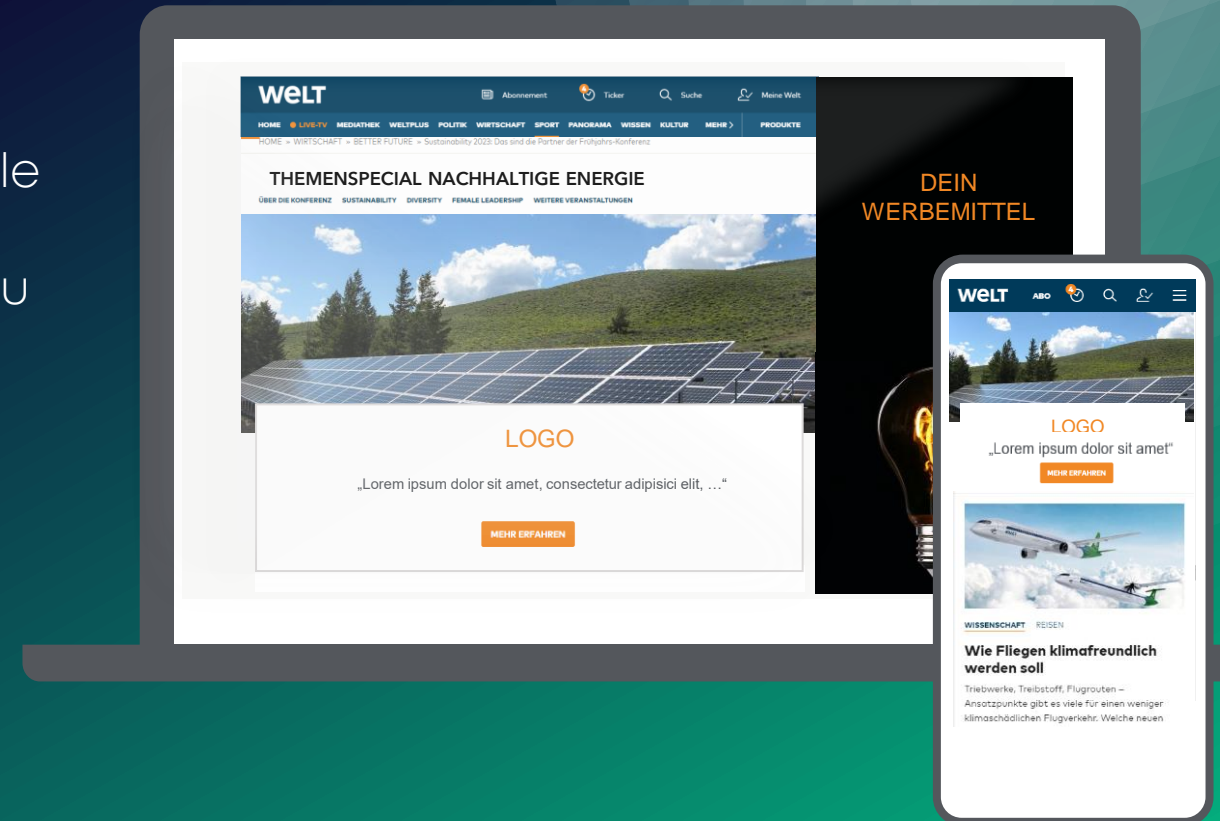 le
u
WELT
Abonnement
4
Ticker
Suche
Meine Welt
HOME LIVE-TV MEDIATHEK WELTPLUS POLITIK WIRTSCHAFT SPORT PANORAMA WISSEN KULTUR MEHR > PRODUKTE
HOME » WIRTSCHAFT » BETTER FUTURE » Sustainability 2023: Das sind die Partner der Frühjahrs-Konferenz
THEMENSPECIAL NACHHALTIGE ENERGIE
ÜBER DIE KONFERENZ SUSTAINABILITY DIVERSITY FEMALE LEADERSHIP WEITERE VERANSTALTUNGEN
LOGO
„Lorem ipsum dolor sit amet, consectetur adipisici elit, …“
MEHR ERFAHREN
DEIN
WERBEMITTEL
WELT ABO 4
LOGO
„Lorem ipsum dolor sit amet“
MEHR ERFAHREN
WISSENSCHAFT REISEN
Wie Fliegen klimafreundlich
werden soll
Triebwerke, Treibstoff, Flugrouten –
Ansatzpunkte gibt es viele für einen weniger
klimaschädlichen Flugverkehr. Welche neuen